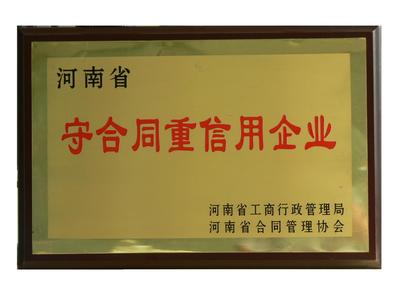 河南省
守合同重信用企业
河南省工商行政管理局
河南省合同管理协会